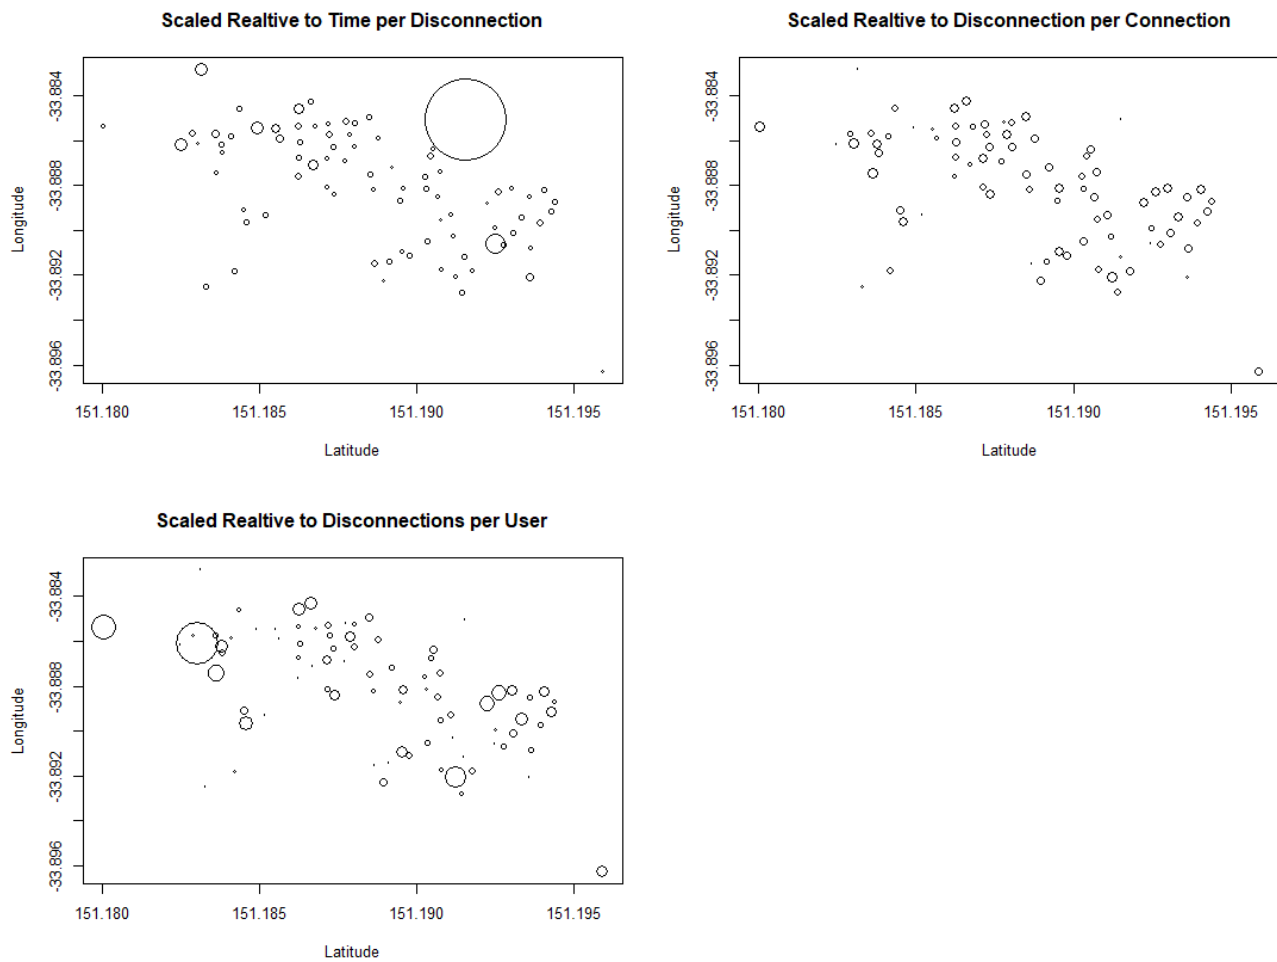 Scaled Realtive to Time per Disconnection
-33.884
-33.888
-33.892
-33.896
Longitude
151.180 151.185 151.190 151.195
Latitude
Scaled Realtive to Disconnection per Connection
-33.884
-33.888
-33.892
-33.896
Longitude
151.180 151.185 151.190 151.195
Latitude
Scaled Realtive to Disconnections per User
-33.884
-33.888
-33.892
-33.896
Longitude
151.180 151.185 151.190 151.195
Latitude